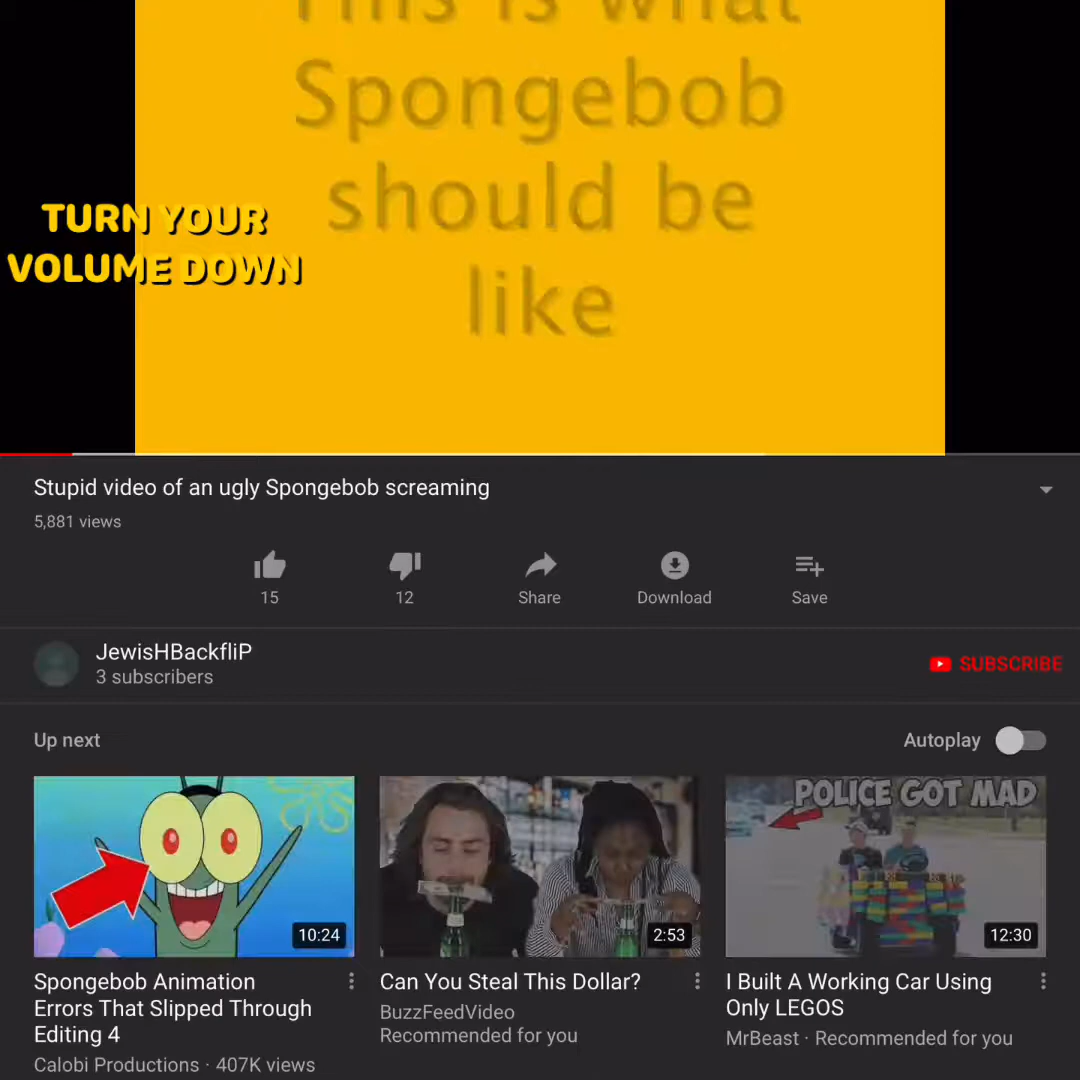 This is what
Spongebob
should be
like
TURN YOUR
VOLUME DOWN
Stupid video of an ugly Spongebob screaming
5,881 views
15
12
Share
Download
Save
JewisHBackfliP
3 subscribers
SUBSCRIBE
Up next
Autoplay
POLICE GOT MAD
10:24
2:53
12:30
Spongebob Animation
Errors That Slipped Through
Editing 4
Calobi Productions · 407K views
Can You Steal This Dollar?
BuzzFeedVideo
Recommended for you
I Built A Working Car Using
Only LEGOS
MrBeast · Recommended for you